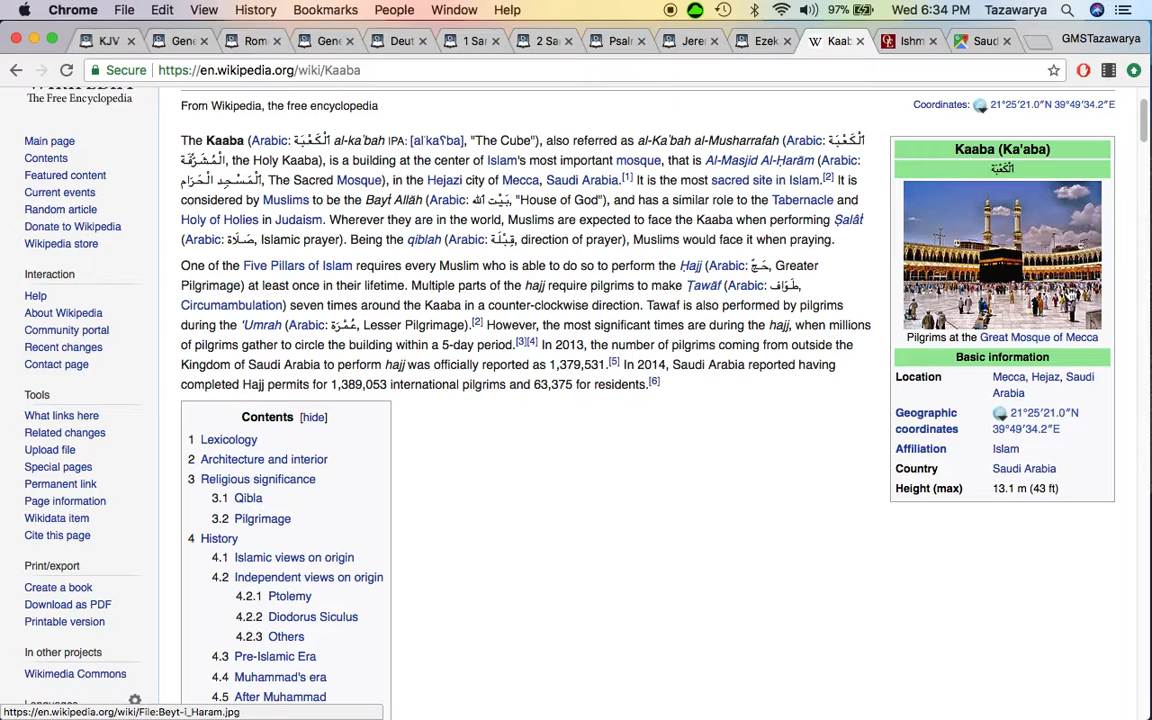 Chrome File Edit View History Bookmarks People Window Help 97% Wed 6:34 PM Tazawarya
KJV Gene Rom Gene Deut 1 Sar 2 Sar Psalr Jerer Ezek Kaab Ishm Saud GMSTazawarya
Secure https://en.wikipedia.org/wiki/Kaaba
The Free Encyclopedia
From Wikipedia, the free encyclopedia
Coordinates: 21°25′21.0″N 39°49′34.2″E
The Kaaba (Arabic: ٱلْكَعْبَة al-kaʿbah IPA: [alˈkaʕba], "The Cube"), also referred as al-Kaʿbah al-Musharrafah (Arabic: ٱلْكَعْبَة
ٱلْمُشَرَّفَة, the Holy Kaaba), is a building at the center of Islam's most important mosque, that is Al-Masjid Al-Ḥarām (Arabic:
ٱلْمَسْجِد ٱلْحَرَام, The Sacred Mosque), in the Hejazi city of Mecca, Saudi Arabia.[1] It is the most sacred site in Islam.[2] It is
considered by Muslims to be the Bayṫ Allāh (Arabic: بَيْت ٱلله, "House of God"), and has a similar role to the Tabernacle and
Holy of Holies in Judaism. Wherever they are in the world, Muslims are expected to face the Kaaba when performing Ṣalâṫ
(Arabic: صَلَاة, Islamic prayer). Being the qiblah (Arabic: قِبْلَة, direction of prayer), Muslims would face it when praying.
One of the Five Pillars of Islam requires every Muslim who is able to do so to perform the Ḥajj (Arabic: حَجّ, Greater
Pilgrimage) at least once in their lifetime. Multiple parts of the hajj require pilgrims to make Ṭawāf (Arabic: طَوَاف,
Circumambulation) seven times around the Kaaba in a counter-clockwise direction. Tawaf is also performed by pilgrims
during the ʿUmrah (Arabic: عُمْرَة, Lesser Pilgrimage).[2] However, the most significant times are during the hajj, when millions
of pilgrims gather to circle the building within a 5-day period.[3][4] In 2013, the number of pilgrims coming from outside the
Kingdom of Saudi Arabia to perform hajj was officially reported as 1,379,531.[5] In 2014, Saudi Arabia reported having
completed Hajj permits for 1,389,053 international pilgrims and 63,375 for residents.[6]
Main page
Contents
Featured content
Current events
Random article
Donate to Wikipedia
Wikipedia store
Interaction
Help
About Wikipedia
Community portal
Recent changes
Contact page
Tools
What links here
Related changes
Upload file
Special pages
Permanent link
Page information
Wikidata item
Cite this page
Print/export
Create a book
Download as PDF
Printable version
In other projects
Wikimedia Commons
Languages
Contents [hide]
1 Lexicology
2 Architecture and interior
3 Religious significance
3.1 Qibla
3.2 Pilgrimage
4 History
4.1 Islamic views on origin
4.2 Independent views on origin
4.2.1 Ptolemy
4.2.2 Diodorus Siculus
4.2.3 Others
4.3 Pre-Islamic Era
4.4 Muhammad's era
4.5 After Muhammad
Kaaba (Ka'aba)
ٱلْكَعْبَة
Pilgrims at the Great Mosque of Mecca
Basic information
Location Mecca, Hejaz, Saudi
Arabia
Geographic 21°25′21.0″N
coordinates 39°49′34.2″E
Affiliation Islam
Country Saudi Arabia
Height (max) 13.1 m (43 ft)
https://en.wikipedia.org/wiki/File:Beyt-i_Haram.jpg